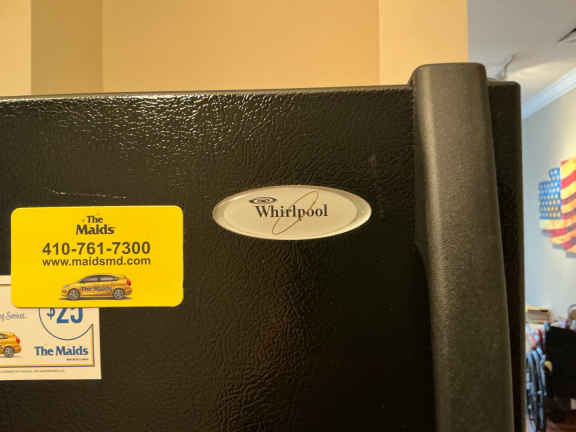 Whirlpool
The
Maids
410-761-7300
www.maidsmd.com
The Maids
$25
The Maids